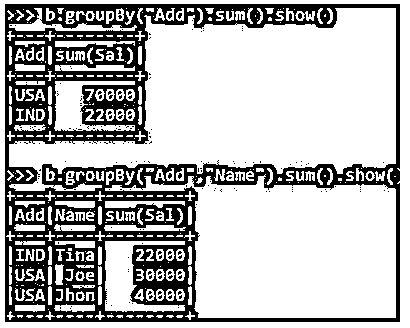 >>> b.groupBy("Add").sum().show()
+---+--------+
|Add|sum(Sal)|
+---+--------+
|USA|   70000|
|IND|   22000|
+---+--------+
>>> b.groupBy("Add","Name").sum().show()
+---+----+--------+
|Add|Name|sum(Sal)|
+---+----+--------+
|IND|Tina|   22000|
|USA| Joe|   30000|
|USA|Jhon|   40000|
+---+----+--------+